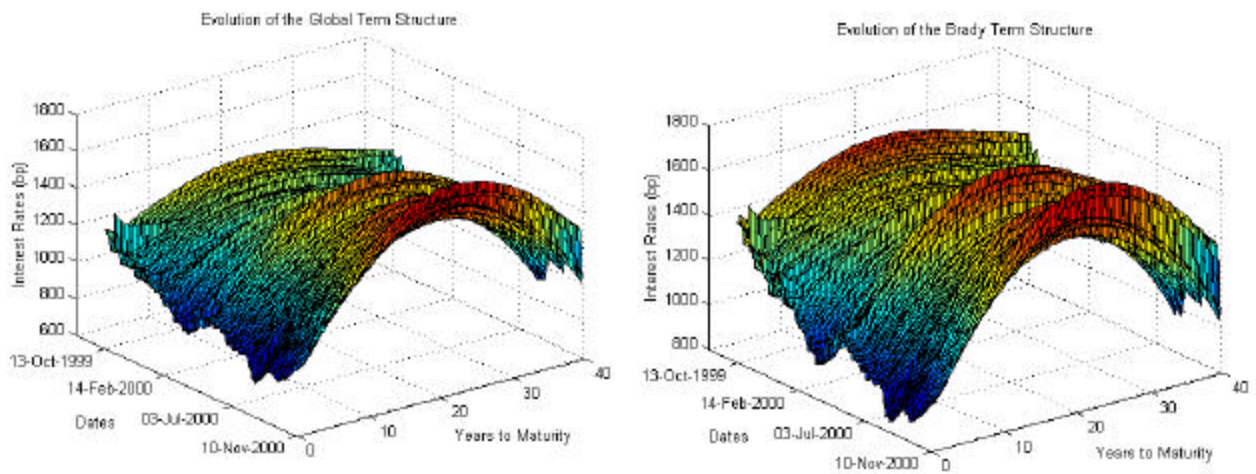 Evolution of the Global Term Structure
1800
1600
1400
1200
1000
800
600
Interest Rates (bp)
13-Oct-1999
14-Feb-2000
03-Jul-2000
10-Nov-2000
Dates
0
10
20
30
40
Years to Maturity
Evolution of the Brady Term Structure
1800
1600
1400
1200
1000
800
Interest Rates (bp)
13-Oct-1999
14-Feb-2000
03-Jul-2000
10-Nov-2000
Dates
0
10
20
30
40
Years to Maturity